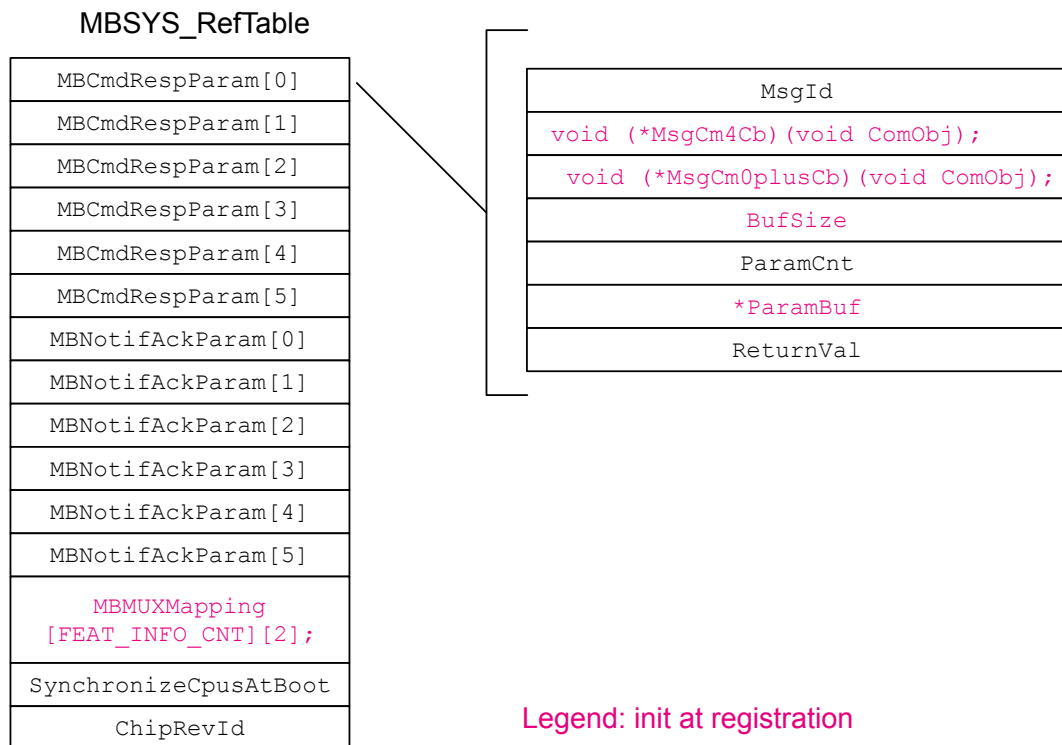 MBSYS_RefTable
MBCmdRespParam[0]
MBCmdRespParam[1]
MBCmdRespParam[2]
MBCmdRespParam[3]
MBCmdRespParam[4]
MBCmdRespParam[5]
MBNotifAckParam[0]
MBNotifAckParam[1]
MBNotifAckParam[2]
MBNotifAckParam[3]
MBNotifAckParam[4]
MBNotifAckParam[5]
MBMUXMapping
[FEAT_INFO_CNT][2];
SynchronizeCpusAtBoot
ChipRevId
MsgId
void (*MsgCm4Cb)(void ComObj);
void (*MsgCm0plusCb)(void ComObj);
BufSize
ParamCnt
*ParamBuf
ReturnVal
Legend: init at registration